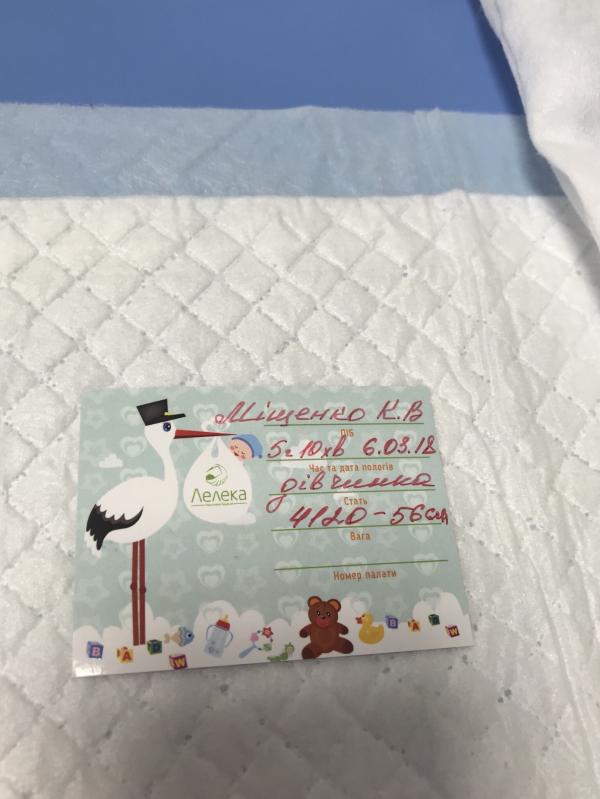 Міщенко К.В
ПІБ
5г.10хв 6.03.18
Час та дата пологів
дівчинка
Стать
4120-56см
Вага
Номер палати
Лелека